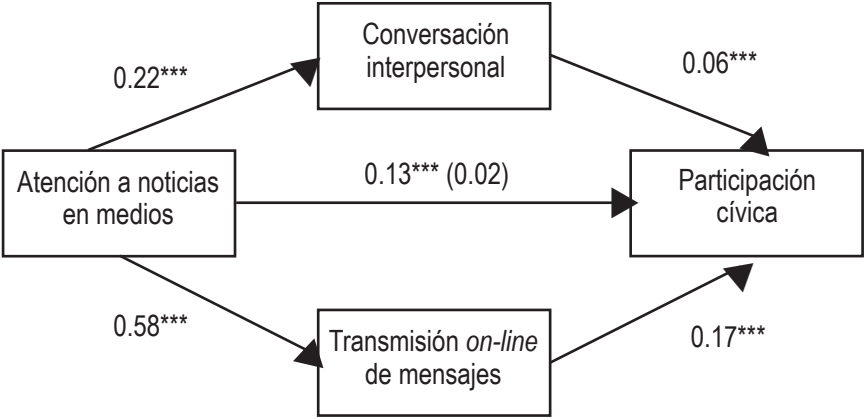 Conversación
interpersonal
0.22***
0.06***
Atención a noticias
en medios
0.13*** (0.02)
Participación
cívica
0.58***
Transmisión on-line
de mensajes
0.17***